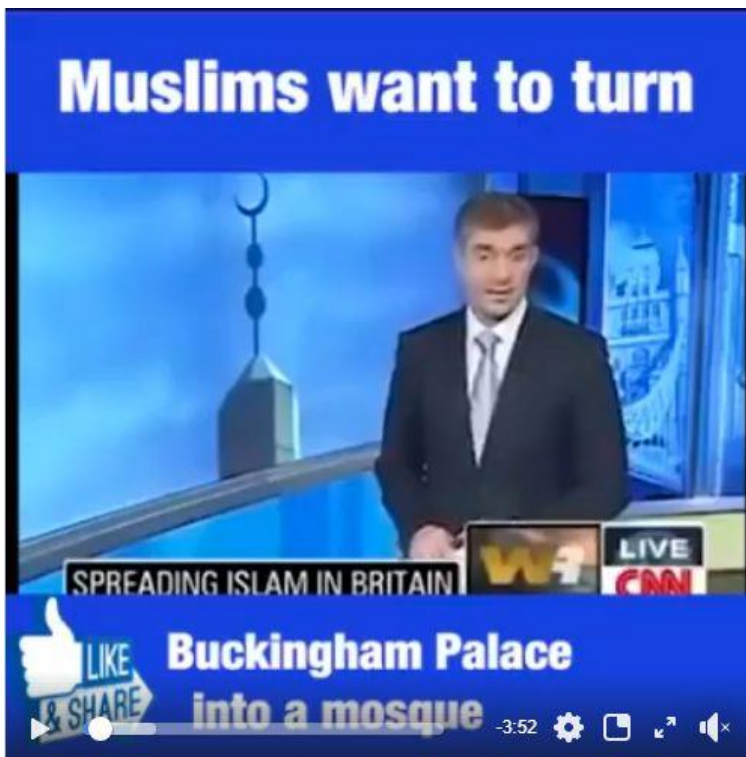 Muslims want to turn
LIVE
CNN
SPREADING ISLAM IN BRITAIN
LIKE
& SHARE
Buckingham Palace
into a mosque
-3:52